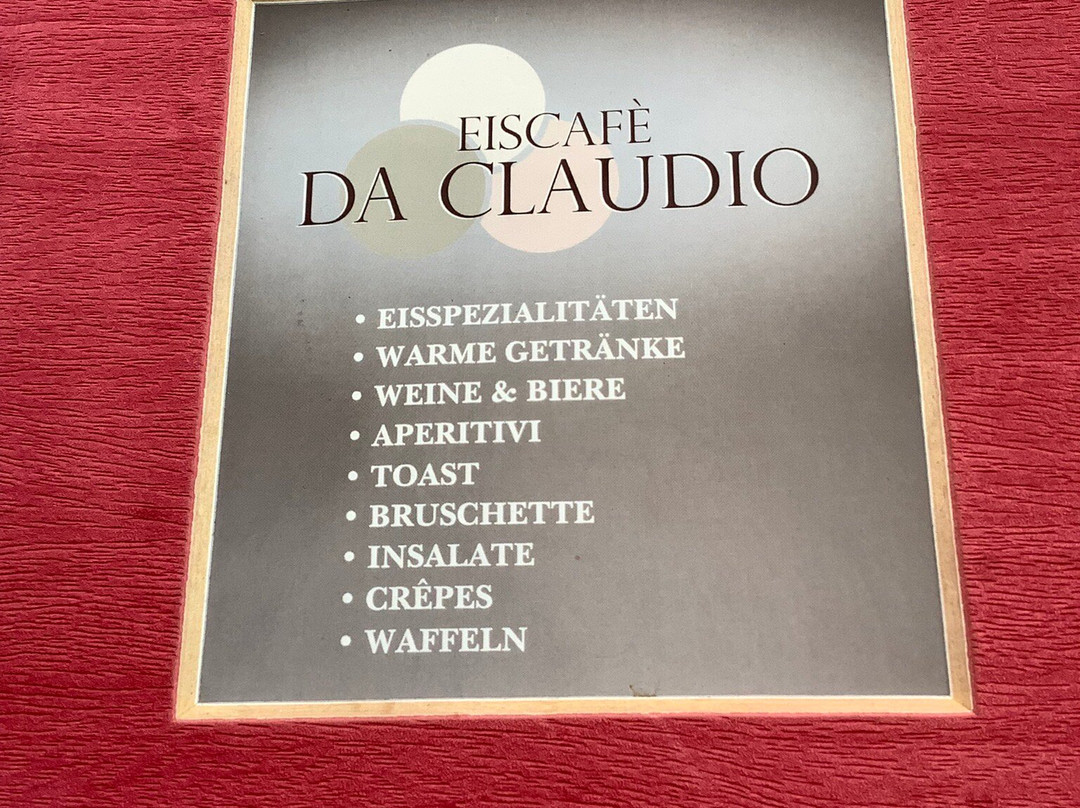 EISCAFÈ
DA CLAUDIO
• EISSPEZIALITÄTEN
• WARME GETRÄNKE
• WEINE & BIERE
• APERITIVI
• TOAST
• BRUSCHETTE
• INSALATE
• CRÊPES
• WAFFELN